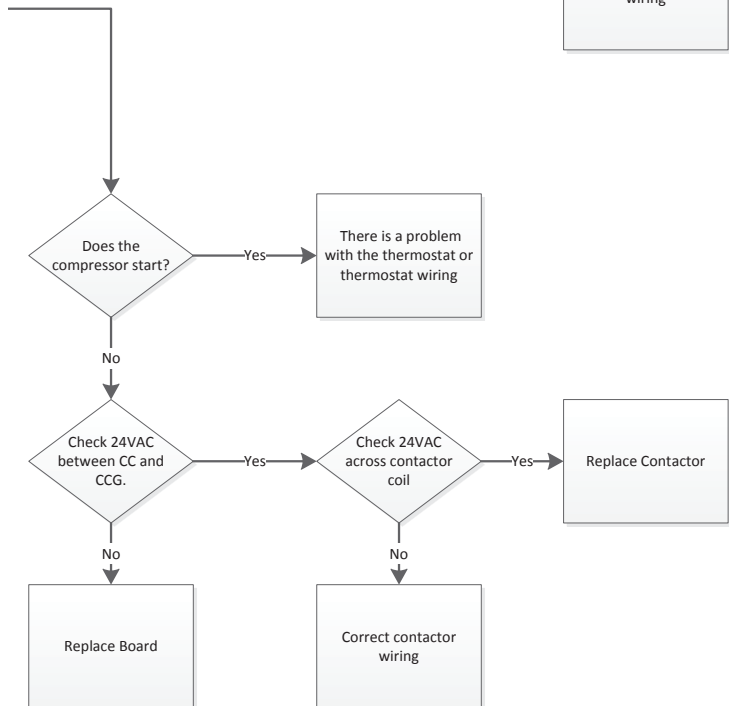 wiring
Does the
compressor start?
Yes
There is a problem
with the thermostat or
thermostat wiring
No
Check 24VAC
between CC and
CCG.
Yes
Check 24VAC
across contactor
coil
Yes
Replace Contactor
No
No
Replace Board
Correct contactor
wiring